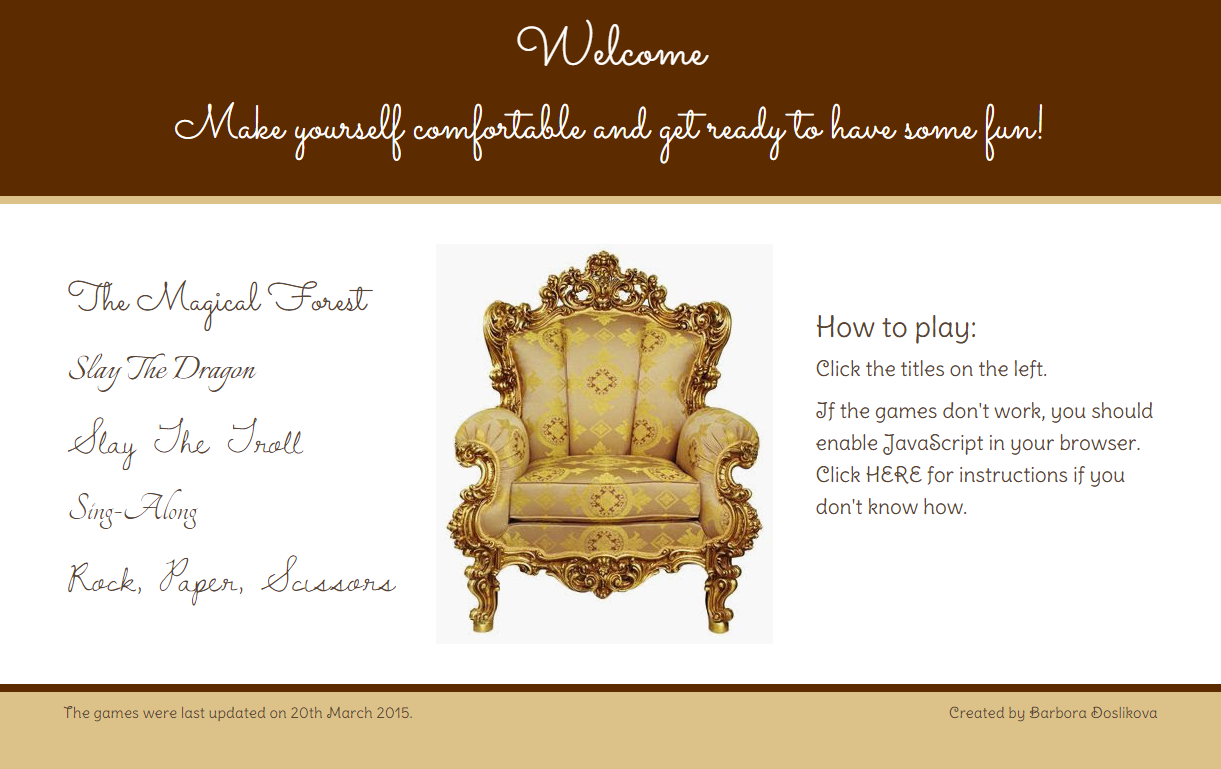 Welcome
Make yourself comfortable and get ready to have some fun!
The Magical Forest
Slay The Dragon
Slay The Troll
Sing-Along
Rock, Paper, Scissors
How to play:
Click the titles on the left.
If the games don't work, you should
enable JavaScript in your browser.
Click HERE for instructions if you
don't know how.
The games were last updated on 20th March 2015.
Created by Barbora Doslikova